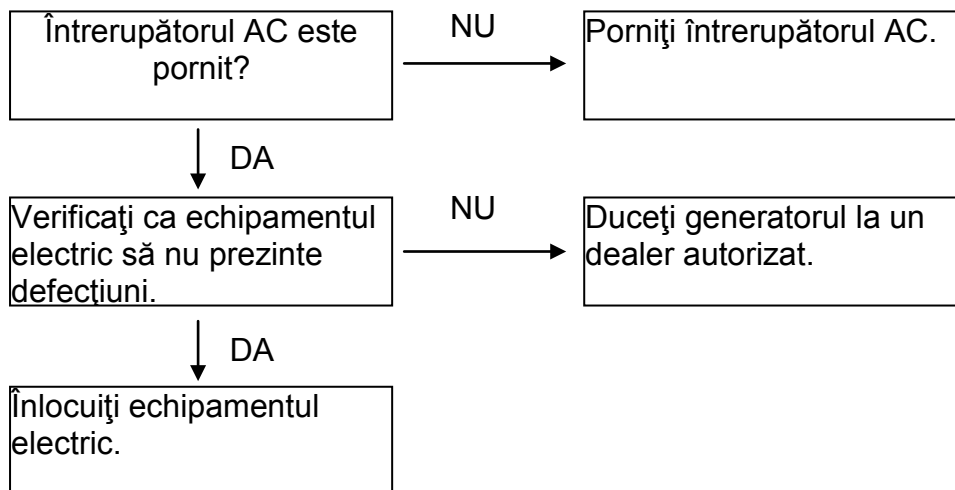 Întrerupătorul AC este
pornit?
NU
Porniţi întrerupătorul AC.
DA
Verificaţi ca echipamentul
electric să nu prezinte
defecţiuni.
NU
Duceţi generatorul la un
dealer autorizat.
DA
Înlocuiţi echipamentul
electric.